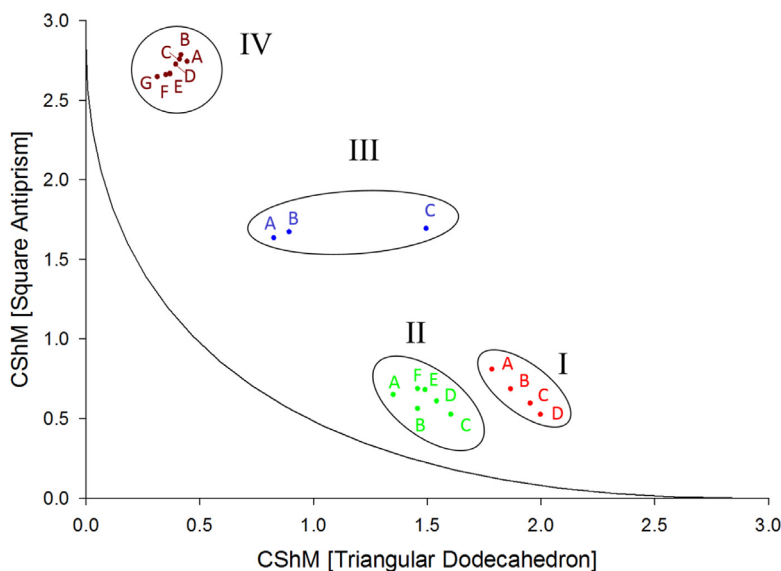 3.0
2.5
2.0
1.5
1.0
0.5
0.0
CShM [Square Antiprism]
IV
B
C
A
G
D
F
E
III
A
B
C
II
I
A
F
E
D
B
C
A
B
C
D
0.0
0.5
1.0
1.5
2.0
2.5
3.0
CShM [Triangular Dodecahedron]